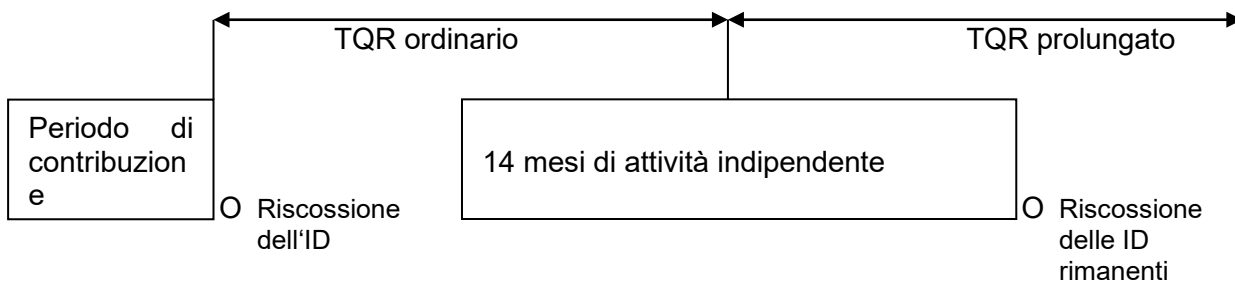 TQR ordinario
TQR prolungato
Periodo di
contribuzion
e
14 mesi di attività indipendente
O Riscossione
dell‘ID
O Riscossione
delle ID
rimanenti